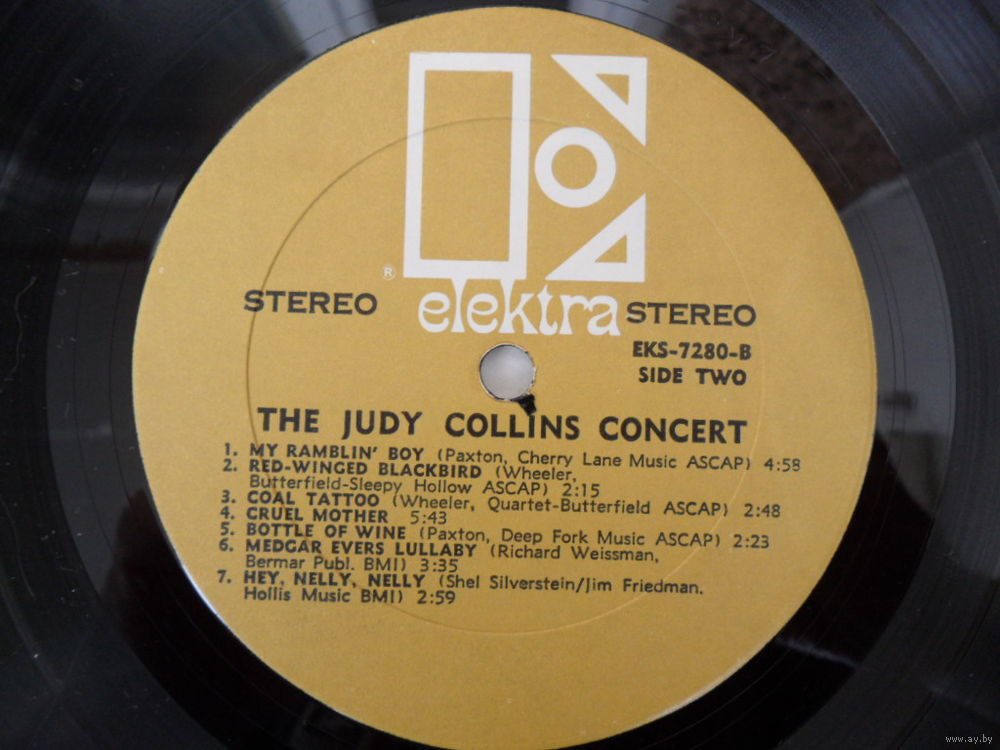 ®
elektra
STEREO
STEREO
EKS-7280-B
SIDE TWO
THE JUDY COLLINS CONCERT
1. MY RAMBLIN' BOY (Paxton, Cherry Lane Music ASCAP) 4:58
2. RED-WINGED BLACKBIRD (Wheeler,
Butterfield-Sleepy Hollow ASCAP) 2:15
3. COAL TATTOO (Wheeler, Quartet-Butterfield ASCAP) 2:48
4. CRUEL MOTHER 5:43
5. BOTTLE OF WINE (Paxton, Deep Fork Music ASCAP) 2:23
6. MEDGAR EVERS LULLABY (Richard Weissman,
Bermar Publ. BMI) 3:35
7. HEY, NELLY, NELLY (Shel Silverstein/Jim Friedman,
Hollis Music BMI) 2:59
www.ay.by